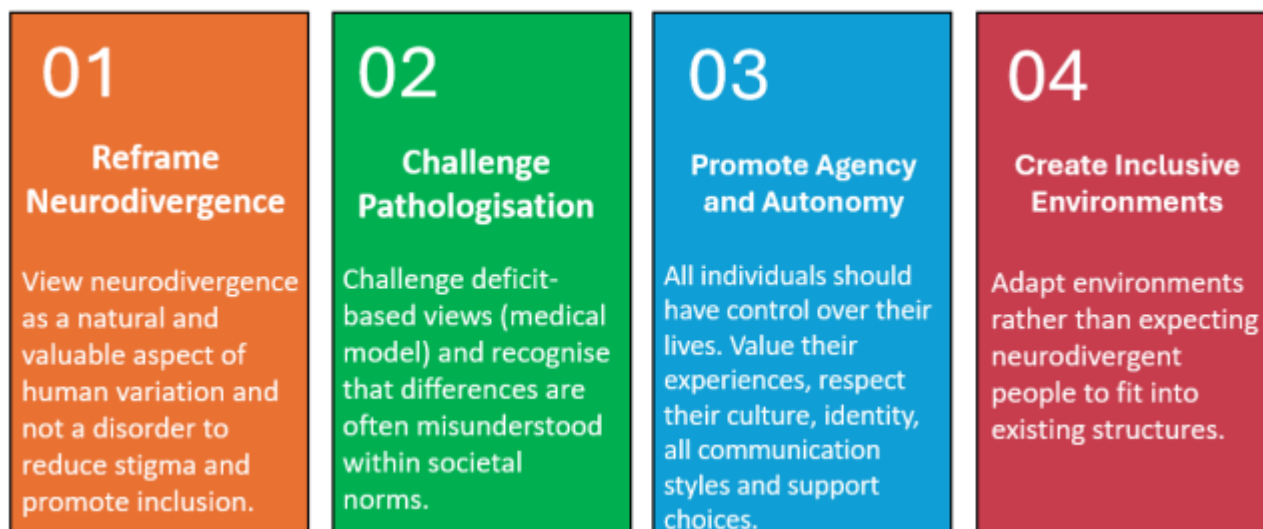 01
Reframe
Neurodivergence
View neurodivergence
as a natural and
valuable aspect of
human variation and
not a disorder to
reduce stigma and
promote inclusion.
02
Challenge
Pathologisation
Challenge deficit-
based views (medical
model) and recognise
that differences are
often misunderstood
within societal
norms.
03
Promote Agency
and Autonomy
All individuals should
have control over their
lives. Value their
experiences, respect
their culture, identity,
all communication
styles and support
choices.
04
Create Inclusive
Environments
Adapt environments
rather than expecting
neurodivergent
people to fit into
existing structures.